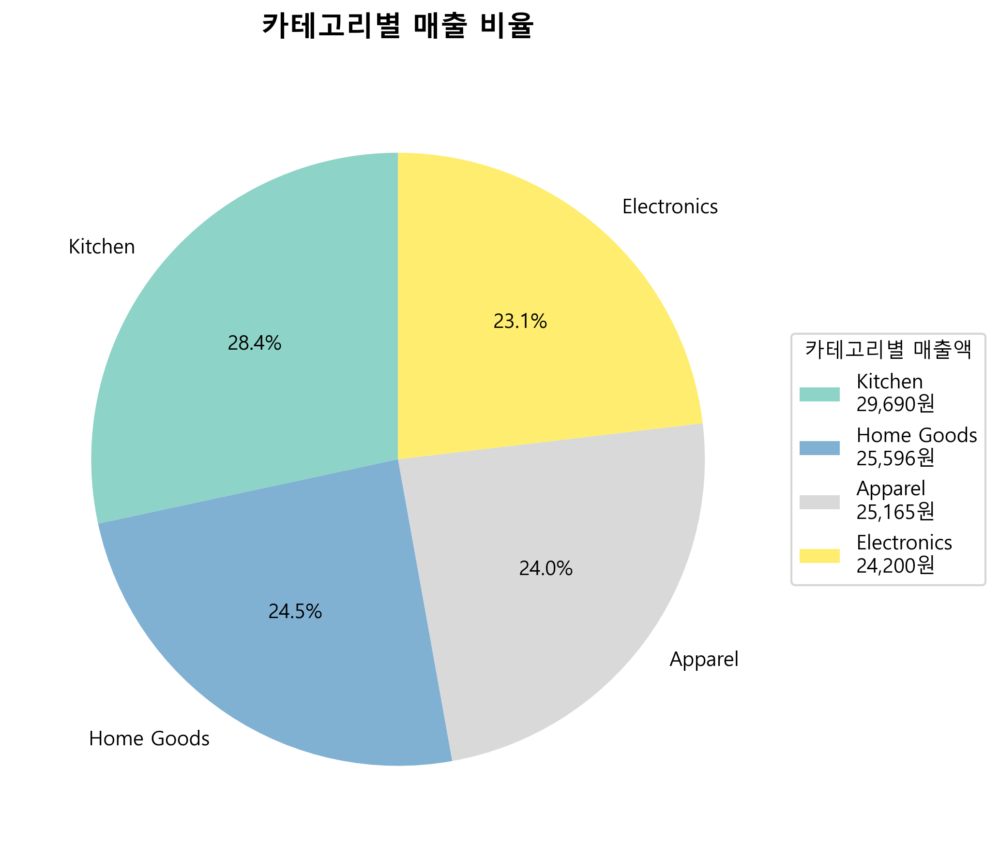 카테고리별 매출 비율
Electronics
Kitchen
23.1%
28.4%
24.0%
24.5%
Apparel
Home Goods
카테고리별 매출액
Kitchen
29,690원
Home Goods
25,596원
Apparel
25,165원
Electronics
24,200원